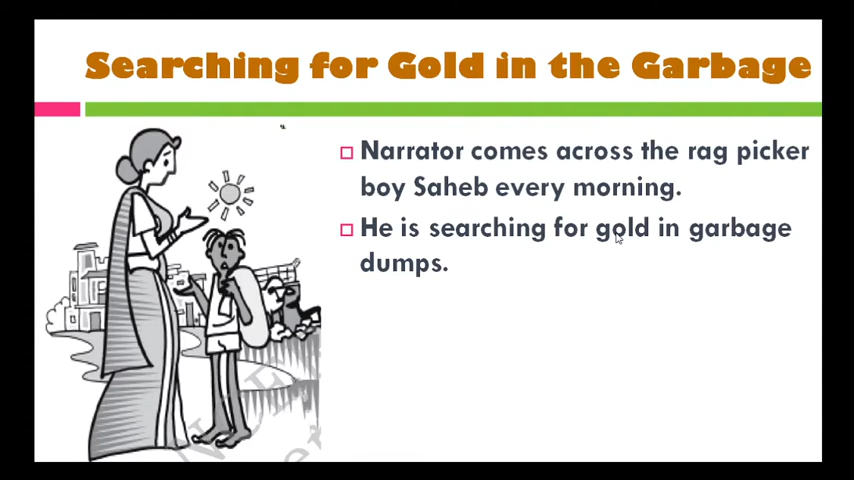 Searching for Gold in the Garbage
Narrator comes across the rag picker
boy Saheb every morning.
He is searching for gold in garbage
dumps.